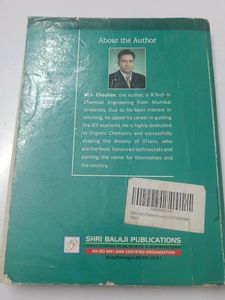 About the Author
M.S. Chouhan, the author, is B.Tech
in Chemical Engineering from Mumbai
University. Due to his keen interest in
teaching, he opted his career in guiding
the JEE aspirants. He is highly dedicated
to Organic Chemistry and successfully
shaping the dreams of IITians, who
are the most honoured technocrats and
earning the name for themselves and
the country.
SHRI BALAJI PUBLICATIONS
AN ISO 9001-2008 CERTIFIED ORGANIZATION
Muzaffarnagar-251001 (U.P.)